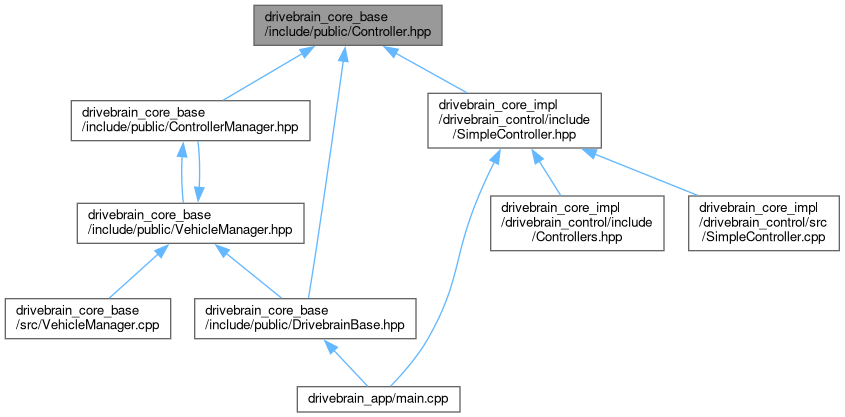 drivebrain_core_base
/include/public/Controller.hpp
drivebrain_core_base
/include/public/ControllerManager.hpp
drivebrain_core_impl
/drivebrain_control/include
/SimpleController.hpp
drivebrain_core_base
/include/public/VehicleManager.hpp
drivebrain_core_impl
/drivebrain_control/include
/Controllers.hpp
drivebrain_core_impl
/drivebrain_control/src
/SimpleController.cpp
drivebrain_core_base
/src/VehicleManager.cpp
drivebrain_core_base
/include/public/DrivebrainBase.hpp
drivebrain_app/main.cpp